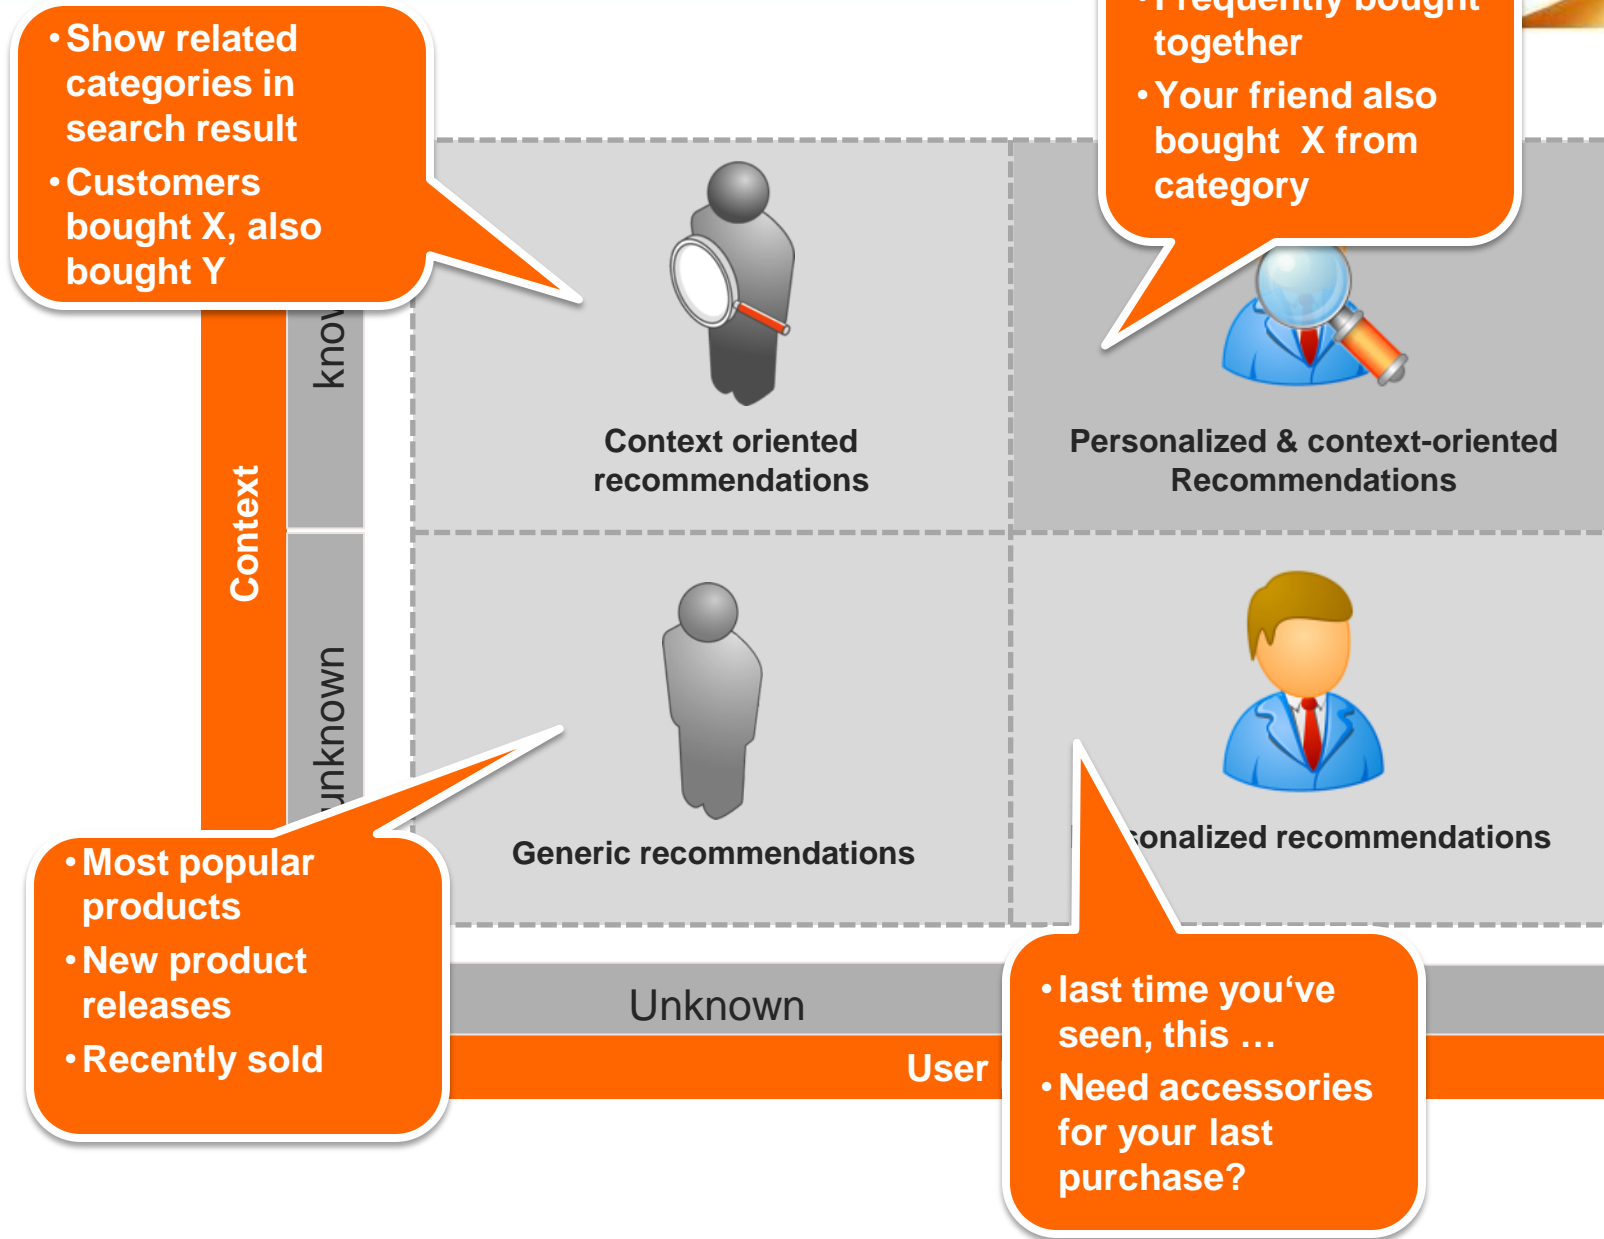 • Show related
categories in
search result
• Customers
bought X, also
bought Y
together
• Your friend also
bought X from
category
Context
unknown
Context oriented
recommendations
Personalized & context-oriented
Recommendations
Generic recommendations
recommendations
• Most popular
products
• New product
releases
• Recently sold
Unknown
User
• last time you‘ve
seen, this …
• Need accessories
for your last
purchase?